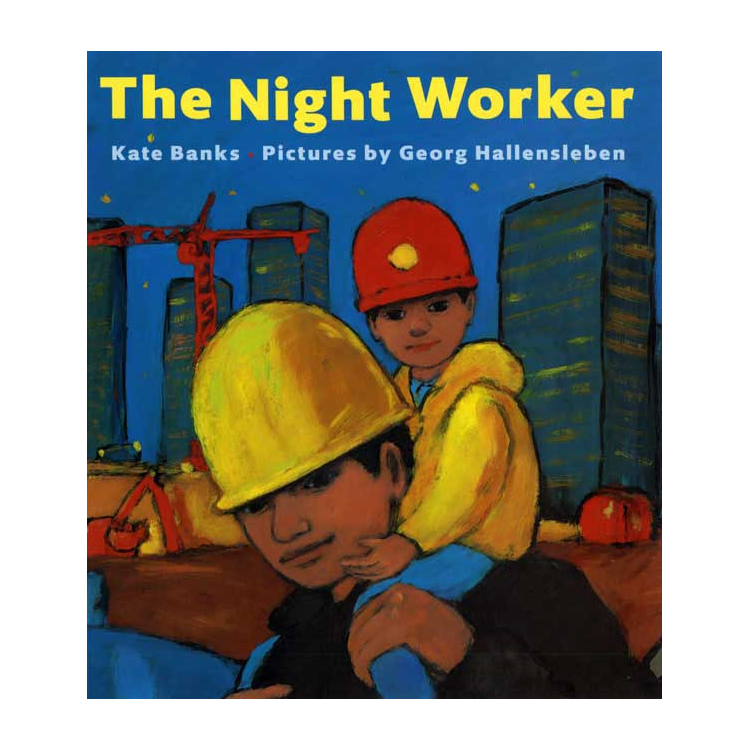 The Night Worker
Kate Banks • Pictures by Georg Hallensleben